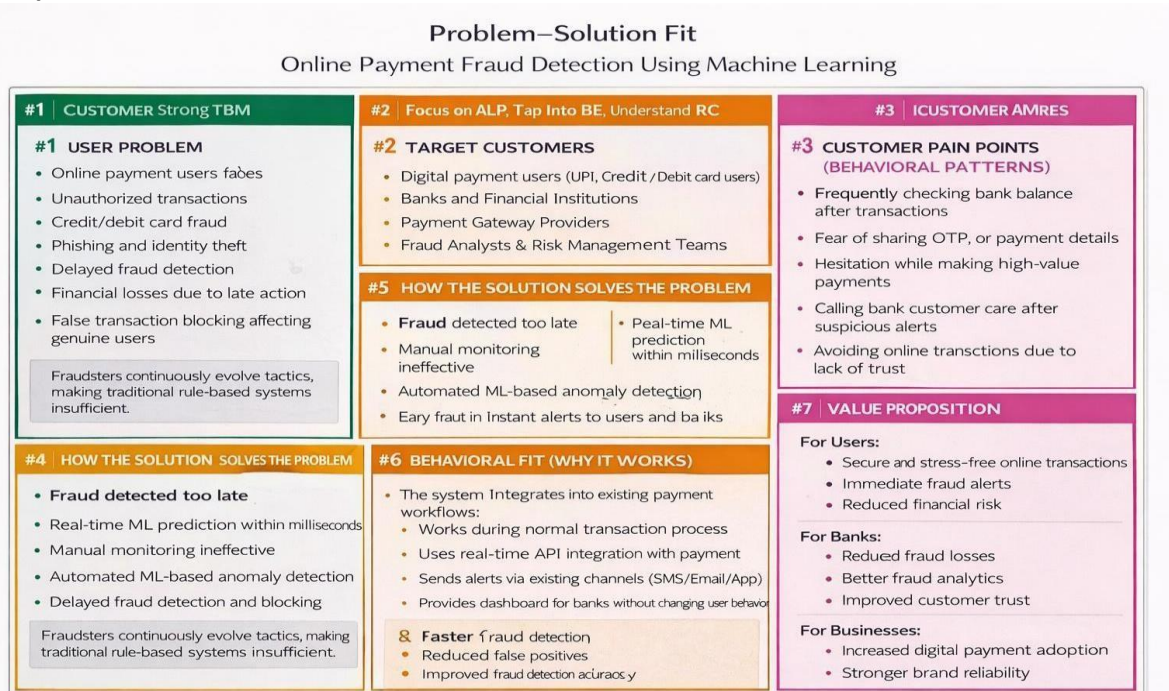 Problem–Solution Fit
Online Payment Fraud Detection Using Machine Learning
#1 | CUSTOMER Strong TBM
#1 USER PROBLEM
• Online payment users faces
• Unauthorized transactions
• Credit/debit card fraud
• Phishing and identity theft
• Delayed fraud detection
• Financial losses due to late action
• False transaction blocking affecting
genuine users
Fraudsters continuously evolve tactics,
making traditional rule-based systems
insufficient.
#2 | Focus on ALP, Tap Into BE, Understand RC
#2 TARGET CUSTOMERS
• Digital payment users (UPI, Credit / Debit card users)
• Banks and Financial Institutions
• Payment Gateway Providers
• Fraud Analysts & Risk Management Teams
#3 | ICUSTOMER AMRES
#3 CUSTOMER PAIN POINTS
(BEHAVIORAL PATTERNS)
• Frequently checking bank balance
after transactions
• Fear of sharing OTP, or payment details
• Hesitation while making high-value
payments
• Calling bank customer care after
suspicious alerts
• Avoiding online transctions due to
lack of trust
#5 HOW THE SOLUTION SOLVES THE PROBLEM
• Fraud detected too late
• Manual monitoring
ineffective
• Peal-time ML
prediction
within miliseconds
• Automated ML-based anomaly detection
• Eary fraut in Instant alerts to users and ba iks
#4 HOW THE SOLUTION SOLVES THE PROBLEM
• Fraud detected too late
• Real-time ML prediction within milliseconds
• Manual monitoring ineffective
• Automated ML-based anomaly detection
• Delayed fraud detection and blocking
Fraudsters continuously evolve tactics, making
traditional rule-based systems insufficient.
#6 BEHAVIORAL FIT (WHY IT WORKS)
• The system Integrates into existing payment
workflows:
• Works during normal transaction process
• Uses real-time API integration with payment
• Sends alerts via existing channels (SMS/Email/App)
• Provides dashboard for banks without changing user behavior
8 Faster fraud detection
• Reduced false positives
• Improved fraud detection acúracs y
#7 | VALUE PROPOSITION
For Users:
• Secure and stress-free online transactions
• Immediate fraud alerts
• Reduced financial risk
For Banks:
• Redued fraud losses
• Better fraud analytics
• Improved customer trust
For Businesses:
• Increased digital payment adoption
• Stronger brand reliability